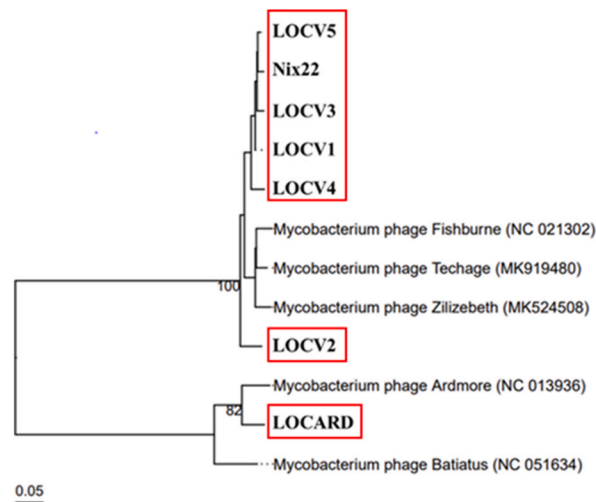 LOCV5
Nix22
LOCV3
LOCV1
LOCV4
Mycobacterium phage Fishburne (NC 021302)
Mycobacterium phage Techage (MK919480)
Mycobacterium phage Zilizebeth (MK524508)
100
LOCV2
Mycobacterium phage Ardmore (NC 013936)
82
LOCARD
Mycobacterium phage Batiatus (NC 051634)
0.05